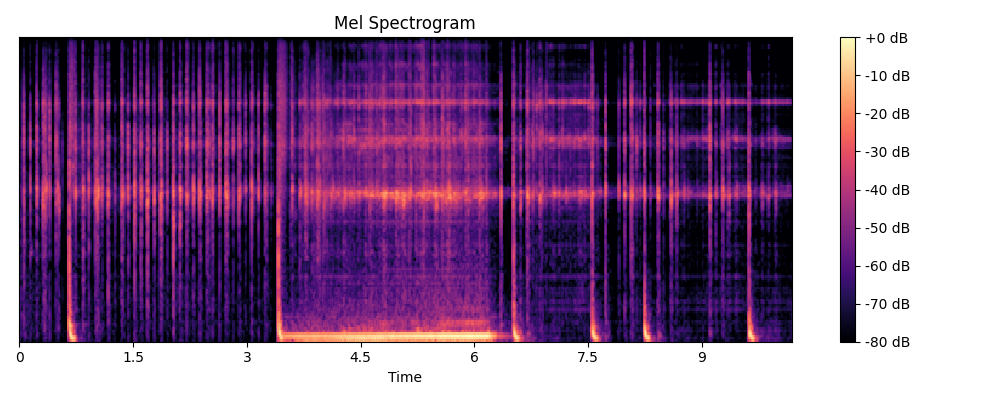 Mel Spectrogram
+0 dB
-10 dB
-20 dB
-30 dB
-40 dB
-50 dB
-60 dB
-70 dB
-80 dB
0 1.5 3 4.5 6 7.5 9
Time